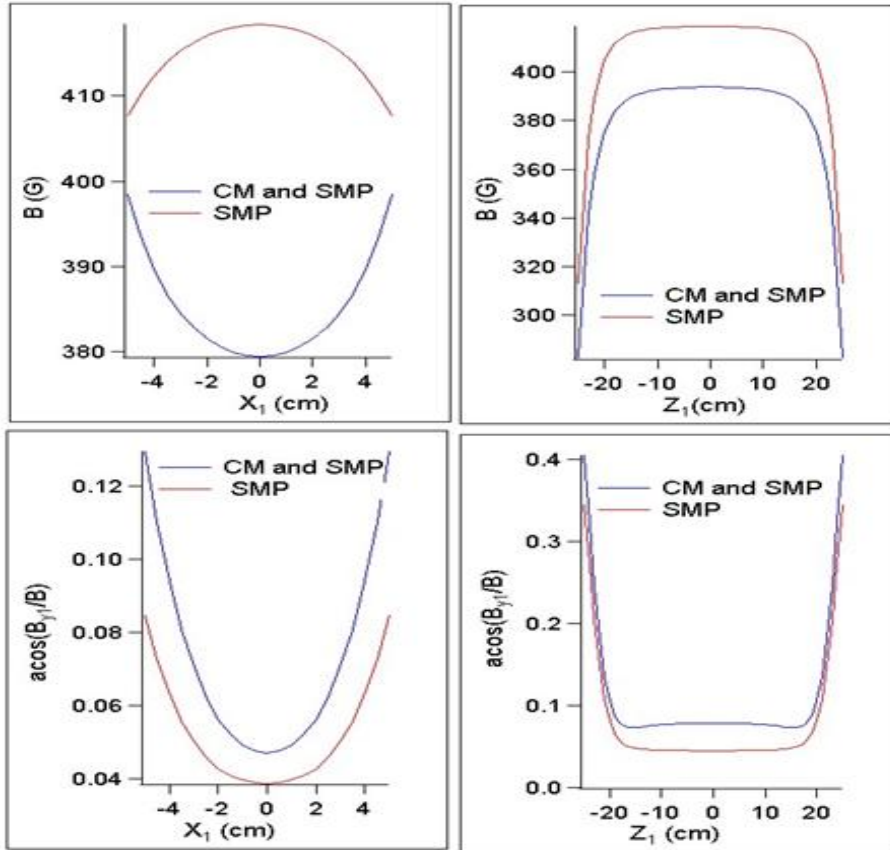 B (G)
410
400
390
380
CM and SMP
SMP
-4 -2 0 2 4
X1 (cm)
B (G)
400
380
360
340
320
300
CM and SMP
SMP
-20 -10 0 10 20
Z1(cm)
acos(By1/B)
0.12
0.10
0.08
0.06
0.04
CM and SMP
SMP
-4 -2 0 2 4
X1 (cm)
acos(By1/B)
0.4
0.3
0.2
0.1
0.0
CM and SMP
SMP
-20 -10 0 10 20
Z1 (cm)